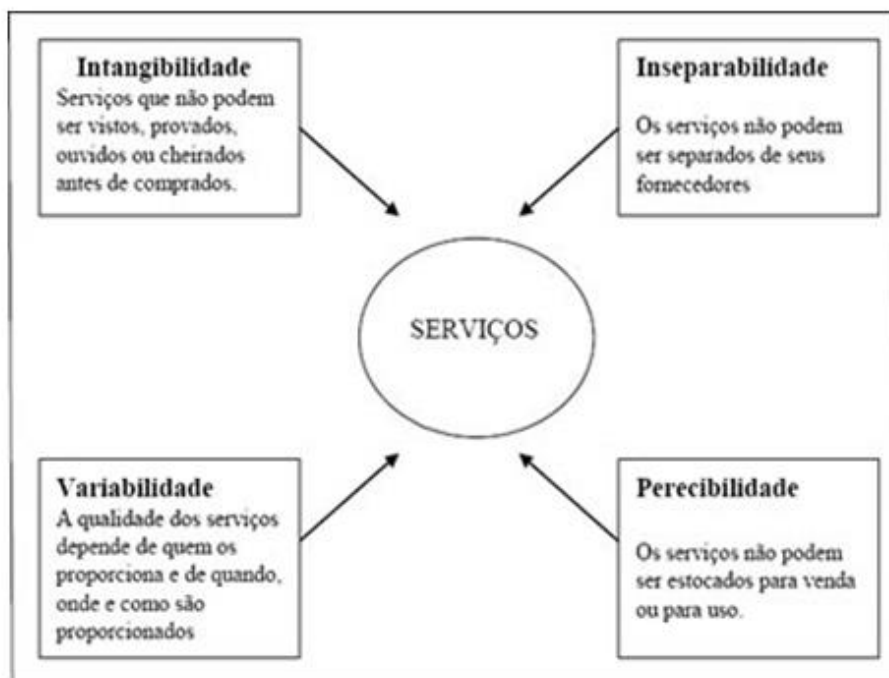 Intangibilidade
Serviços que não podem
ser vistos, provados,
ouvidos ou cheirados
antes de comprados.
Inseparabilidade
Os serviços não podem
ser separados de seus
fornecedores
SERVIÇOS
Variabilidade
A qualidade dos serviços
depende de quem os
proporciona e de quando,
onde e como são
proporcionados
Perecibilidade
Os serviços não podem
ser estocados para venda
ou para uso.